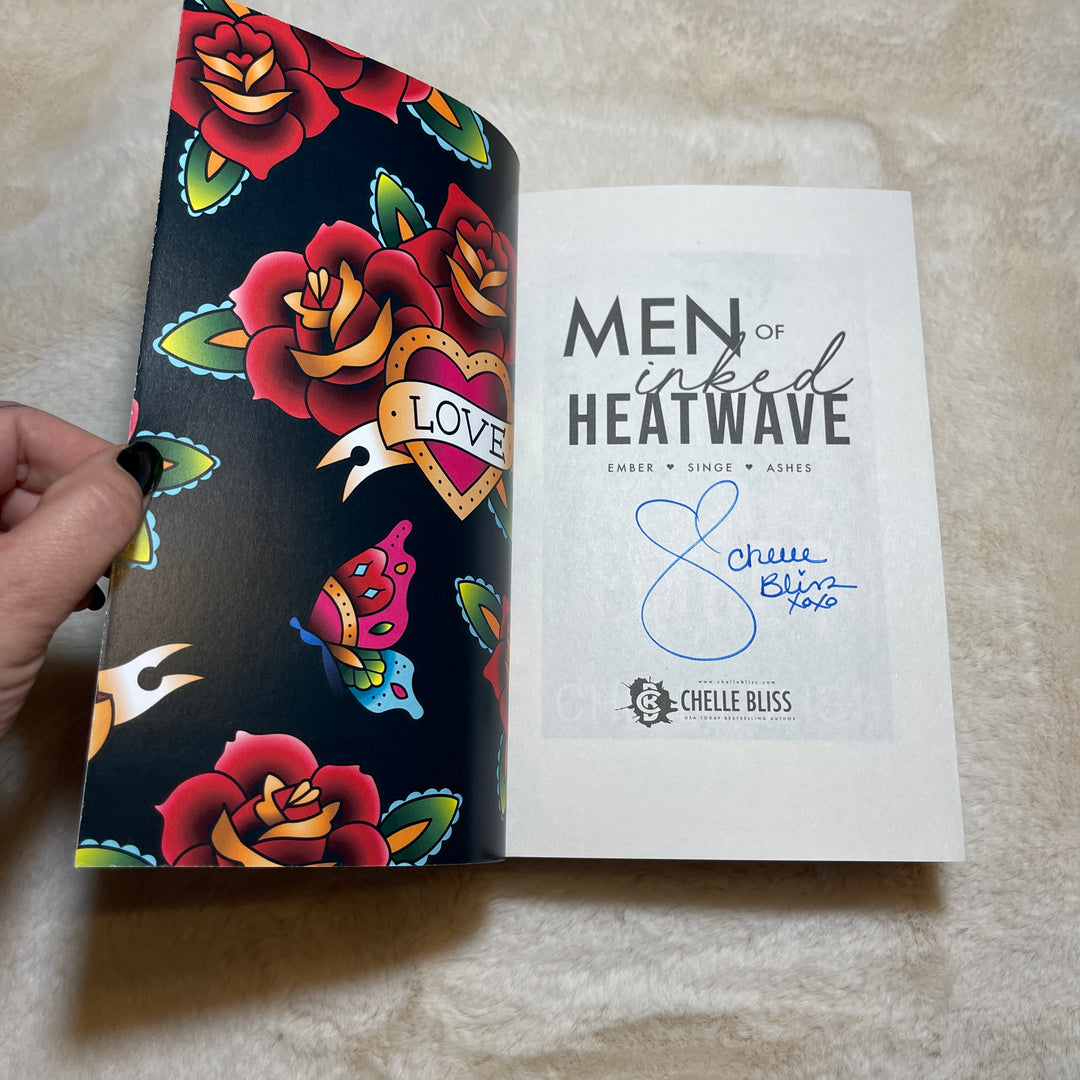 LOVE
MEN OF
inked
HEATWAVE
EMBER ♥ SINGE ♥ ASHES
Chelle
Bliss
xoxo
www.chellebliss.com
CHELLE BLISS
USA TODAY BESTSELLING AUTHOR